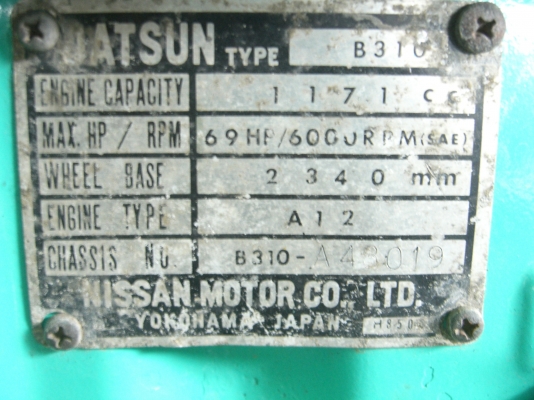 DATSUN TYPE B310
ENGINE CAPACITY 1171 cc
MAX. HP / RPM 69HP/6000RPM(SAE)
WHEEL BASE 2340 mm
ENGINE TYPE A12
CHASSIS NO. B310-
NISSAN MOTOR CO., LTD.
YOKOHAMA JAPAN